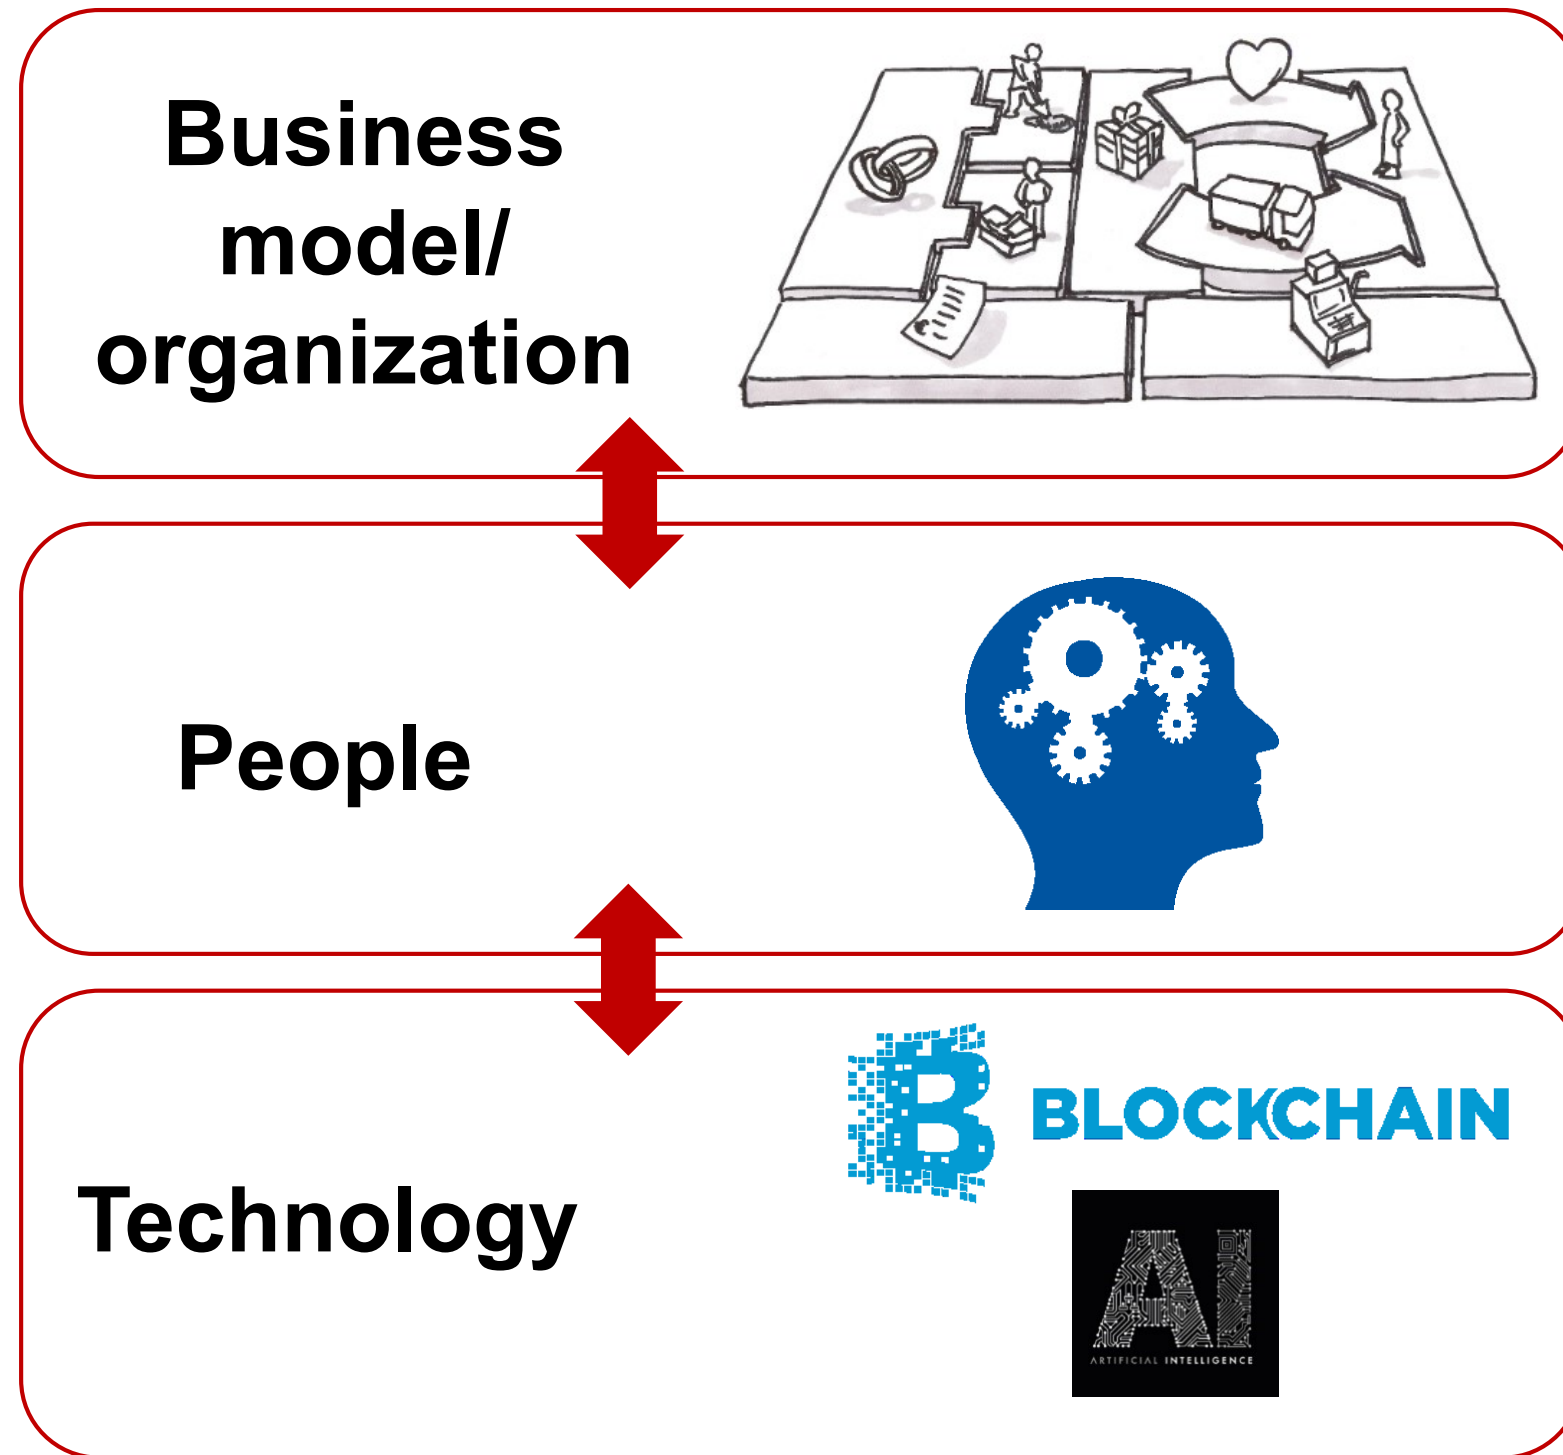 Business
model/
organization
People
Technology
BLOCKCHAIN
AI
ARTIFICIAL INTELLIGENCE